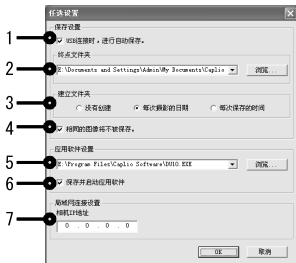 任选设置
保存设置
1
USB连接时，进行自动保存。
2
终点文件夹
E:\Documents and Settings\Admin\My Documents\Caplio
浏览...
3
建立文件夹
没有创建
每次摄影的日期
每次保存的时间
4
相同的图像将不被保存。
应用软件设置
5
E:\Program Files\Caplio Software\DU10.EXE
浏览...
6
保存并启动应用软件
局域网连接设置
7
相机IP地址
0 . 0 . 0 . 0
OK
取消